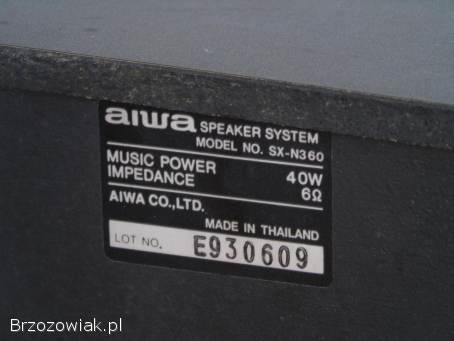 aiwa SPEAKER SYSTEM
MODEL NO. SX-N360
MUSIC POWER 40W
IMPEDANCE 6Ω
AIWA CO.,LTD.
MADE IN THAILAND
LOT NO. E930609
Brzozowiak.pl